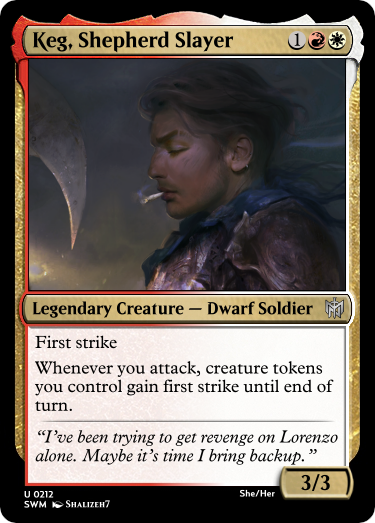 Keg, Shepherd Slayer 1
Legendary Creature — Dwarf Soldier
First strike
Whenever you attack, creature tokens
you control gain first strike until end of
turn.
“I’ve been trying to get revenge on Lorenzo
alone. Maybe it’s time I bring backup.”
3/3
U 0212
She/Her
SWM Shalizeh7